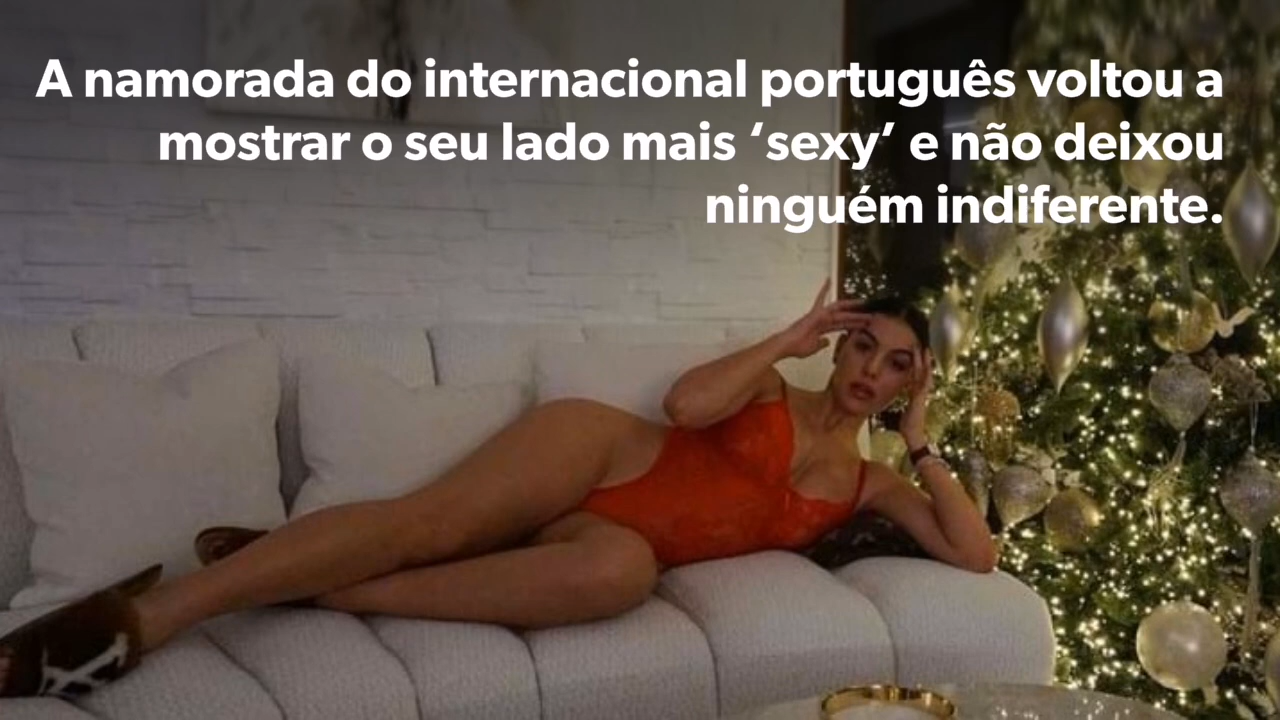 A namorada do internacional português voltou a
mostrar o seu lado mais ‘sexy’ e não deixou
ninguém indiferente.